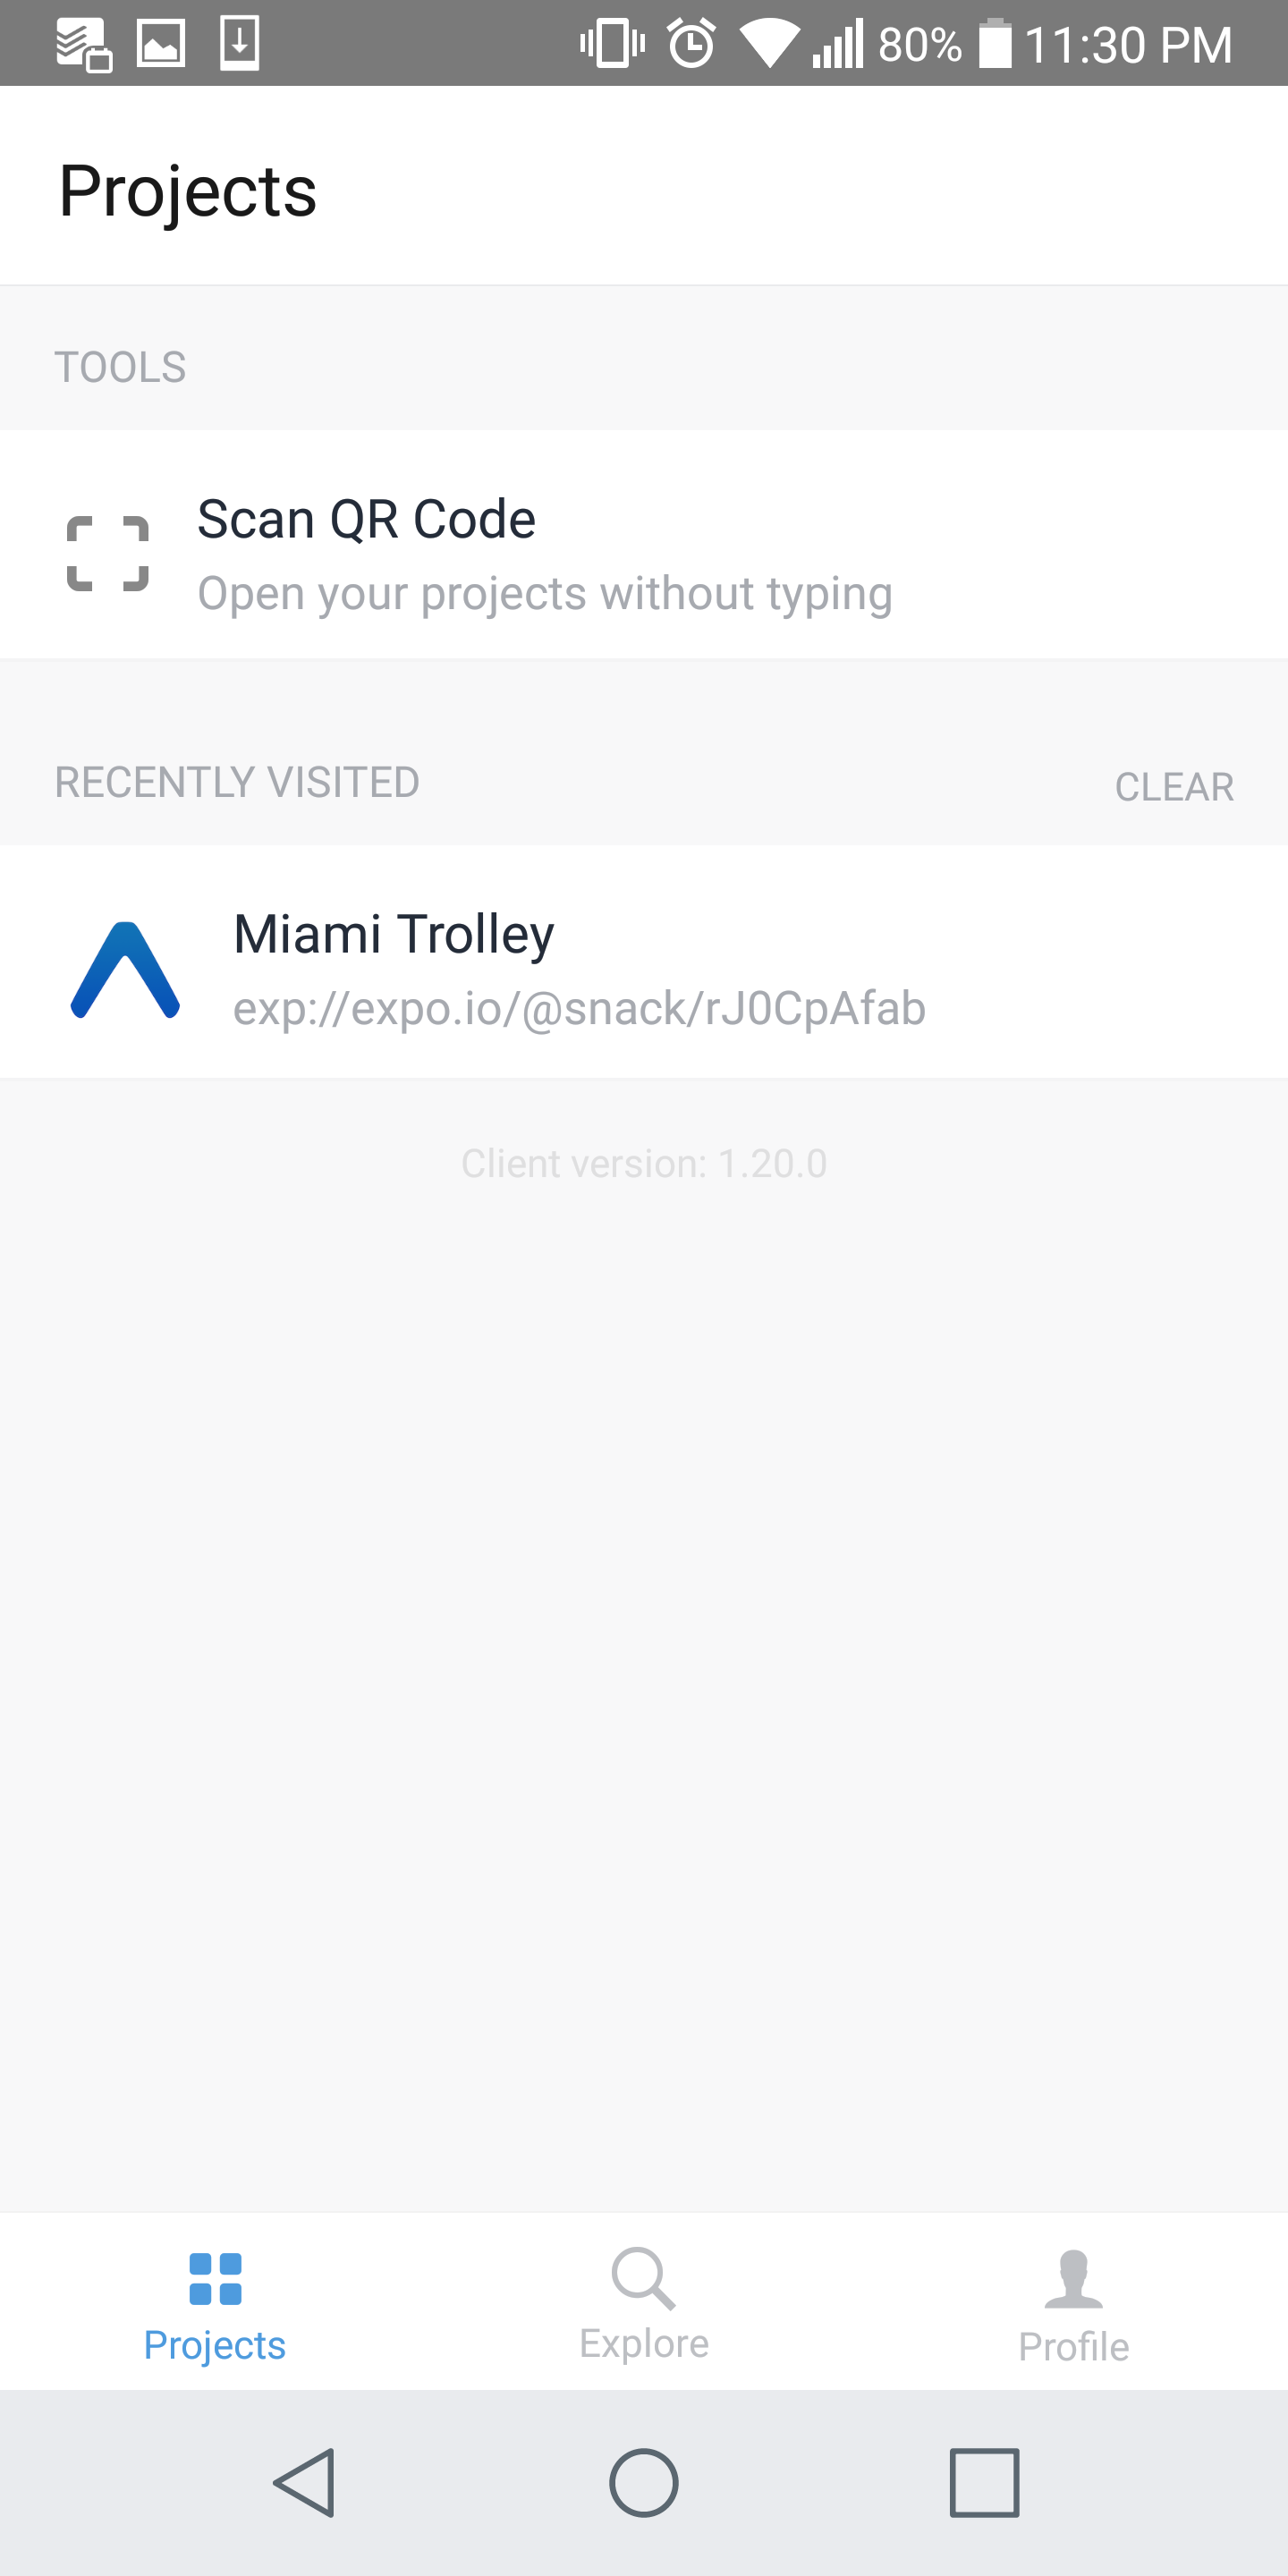 80% 11:30 PM
Projects
TOOLS
Scan QR Code
Open your projects without typing
RECENTLY VISITED CLEAR
Miami Trolley
exp://expo.io/@snack/rJ0CpAfab
Client version: 1.20.0
Projects Explore Profile